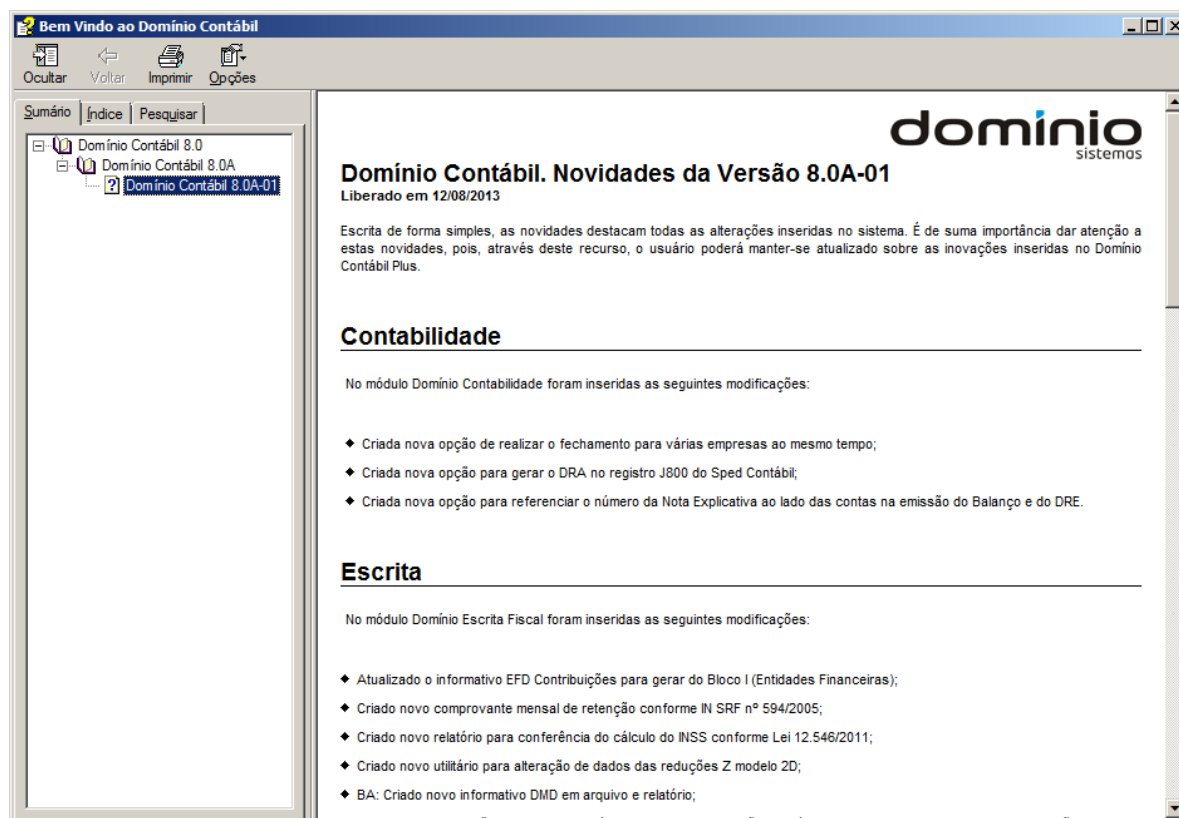 Bem Vindo ao Domínio Contábil
Ocultar Voltar Imprimir Opções
Sumário Índice Pesquisar
Domínio Contábil 8.0
Domínio Contábil 8.0A
Domínio Contábil 8.0A-01
domínio
sistemas
Domínio Contábil. Novidades da Versão 8.0A-01
Liberado em 12/08/2013
Escrita de forma simples, as novidades destacam todas as alterações inseridas no sistema. É de suma importância dar atenção a
estas novidades, pois, através deste recurso, o usuário poderá manter-se atualizado sobre as inovações inseridas no Domínio
Contábil Plus.
Contabilidade
No módulo Domínio Contabilidade foram inseridas as seguintes modificações:
Criada nova opção de realizar o fechamento para várias empresas ao mesmo tempo;
Criada nova opção para gerar o DRA no registro J800 do Sped Contábil;
Criada nova opção para referenciar o número da Nota Explicativa ao lado das contas na emissão do Balanço e do DRE.
Escrita
No módulo Domínio Escrita Fiscal foram inseridas as seguintes modificações:
Atualizado o informativo EFD Contribuições para gerar do Bloco I (Entidades Financeiras);
Criado novo comprovante mensal de retenção conforme IN SRF nº 594/2005;
Criado novo relatório para conferência do cálculo do INSS conforme Lei 12.546/2011;
Criado novo utilitário para alteração de dados das reduções Z modelo 2D;
BA: Criado novo informativo DMD em arquivo e relatório;